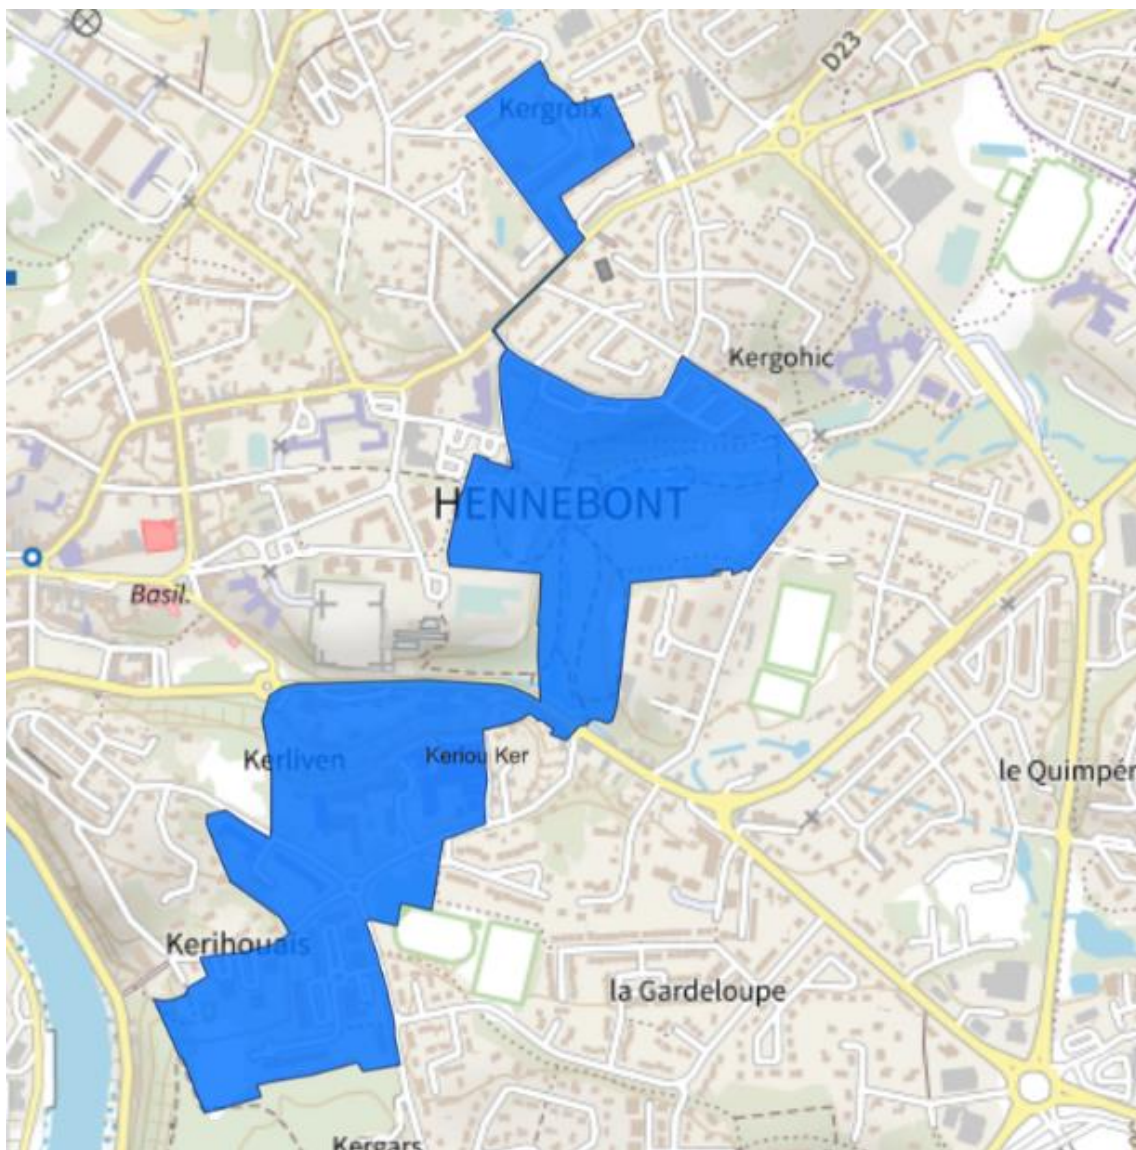 D23
Kergroix
Kergohic
HENNEBONT
Basil.
Kerliven
Keriou Ker
le Quimpér
Kerihouais
la Gardeloupe
Kergars